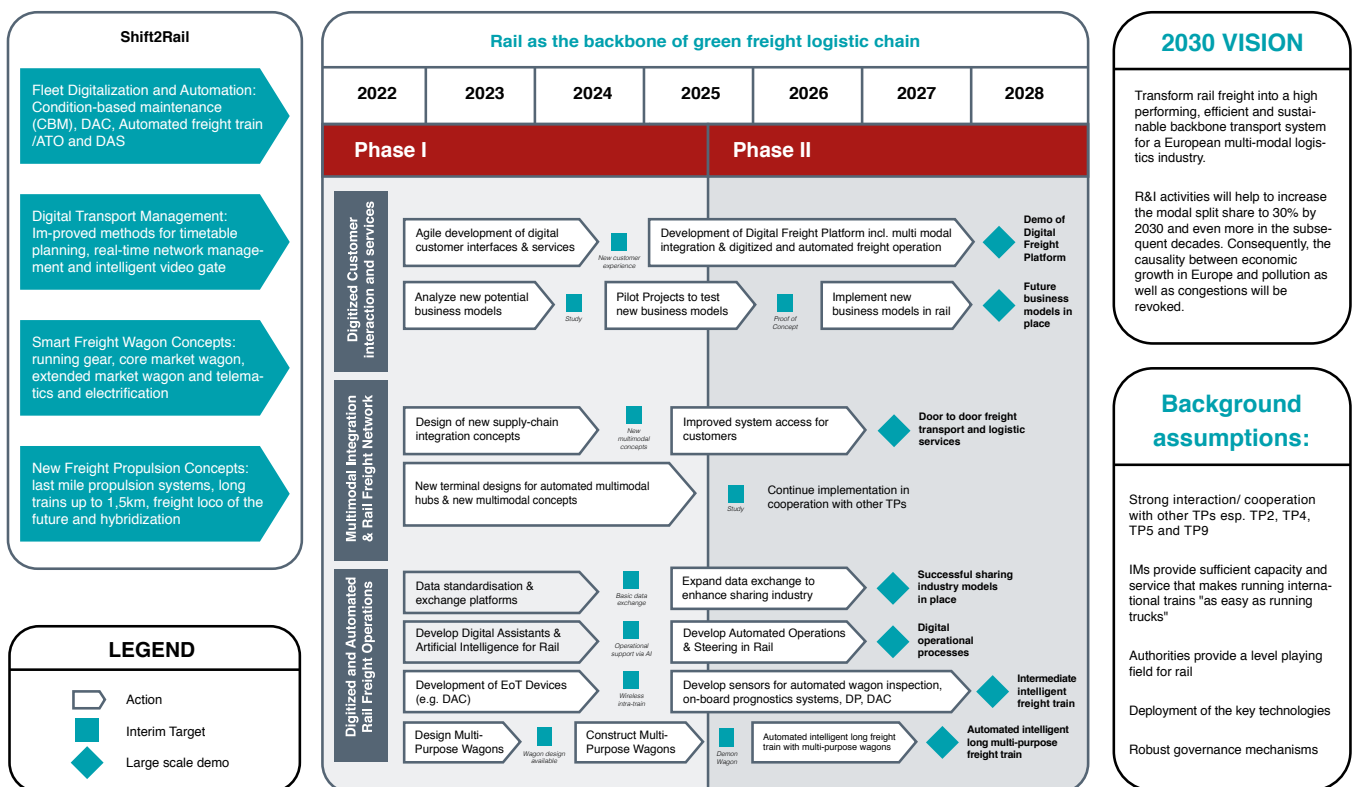 Shift2Rail
Fleet Digitalization and Automation:
Condition-based maintenance
(CBM), DAC, Automated freight train
/ATO and DAS
Digital Transport Management:
Im-proved methods for timetable
planning, real-time network manage-
ment and intelligent video gate
Smart Freight Wagon Concepts:
running gear, core market wagon,
extended market wagon and telema-
tics and electrification
New Freight Propulsion Concepts:
last mile propulsion systems, long
trains up to 1,5km, freight loco of the
future and hybridization
LEGEND
Action
Interim Target
Large scale demo
Rail as the backbone of green freight logistic chain
2022 2023 2024 2025 2026 2027 2028
Phase I Phase II
Digitized Customer
interaction and services
Agile development of digital
customer interfaces & services
New customer
experience
Development of Digital Freight Platform incl. multi modal
integration & digitized and automated freight operation
Demo of
Digital
Freight
Platform
Analyze new potential
business models
Study
Pilot Projects to test
new business models
Proof of
Concept
Implement new
business models in rail
Future
business
models in
place
Multimodal Integration
& Rail Freight Network
Design of new supply-chain
integration concepts
New
multimodal
concepts
Improved system access for
customers
Door to door freight
transport and logistic
services
New terminal designs for automated multimodal
hubs & new multimodal concepts
Study
Continue implementation in
cooperation with other TPs
Digitized and Automated
Rail Freight Operations
Data standardisation &
exchange platforms
Basic data
exchange
Expand data exchange to
enhance sharing industry
Successful sharing
industry models
in place
Develop Digital Assistants &
Artificial Intelligence for Rail
Operational
support via AI
Develop Automated Operations
& Steering in Rail
Digital
operational
processes
Development of EoT Devices
(e.g. DAC)
Wireless
intra-train
Develop sensors for automated wagon inspection,
on-board prognostics systems, DP, DAC
Intermediate
intelligent
freight train
Design Multi-
Purpose Wagons
Wagon design
available
Construct Multi-
Purpose Wagons
Demon
Wagon
Automated intelligent long freight
train with multi-purpose wagons
Automated intelligent
long multi-purpose
freight train
2030 VISION
Transform rail freight into a high
performing, efficient and sustai-
nable backbone transport system
for a European multi-modal logis-
tics industry.
R&I activities will help to increase
the modal split share to 30% by
2030 and even more in the subse-
quent decades. Consequently, the
causality between economic
growth in Europe and pollution as
well as congestions will be
revoked.
Background
assumptions:
Strong interaction/ cooperation
with other TPs esp. TP2, TP4,
TP5 and TP9
IMs provide sufficient capacity and
service that makes running interna-
tional trains "as easy as running
trucks"
Authorities provide a level playing
field for rail
Deployment of the key technologies
Robust governance mechanisms